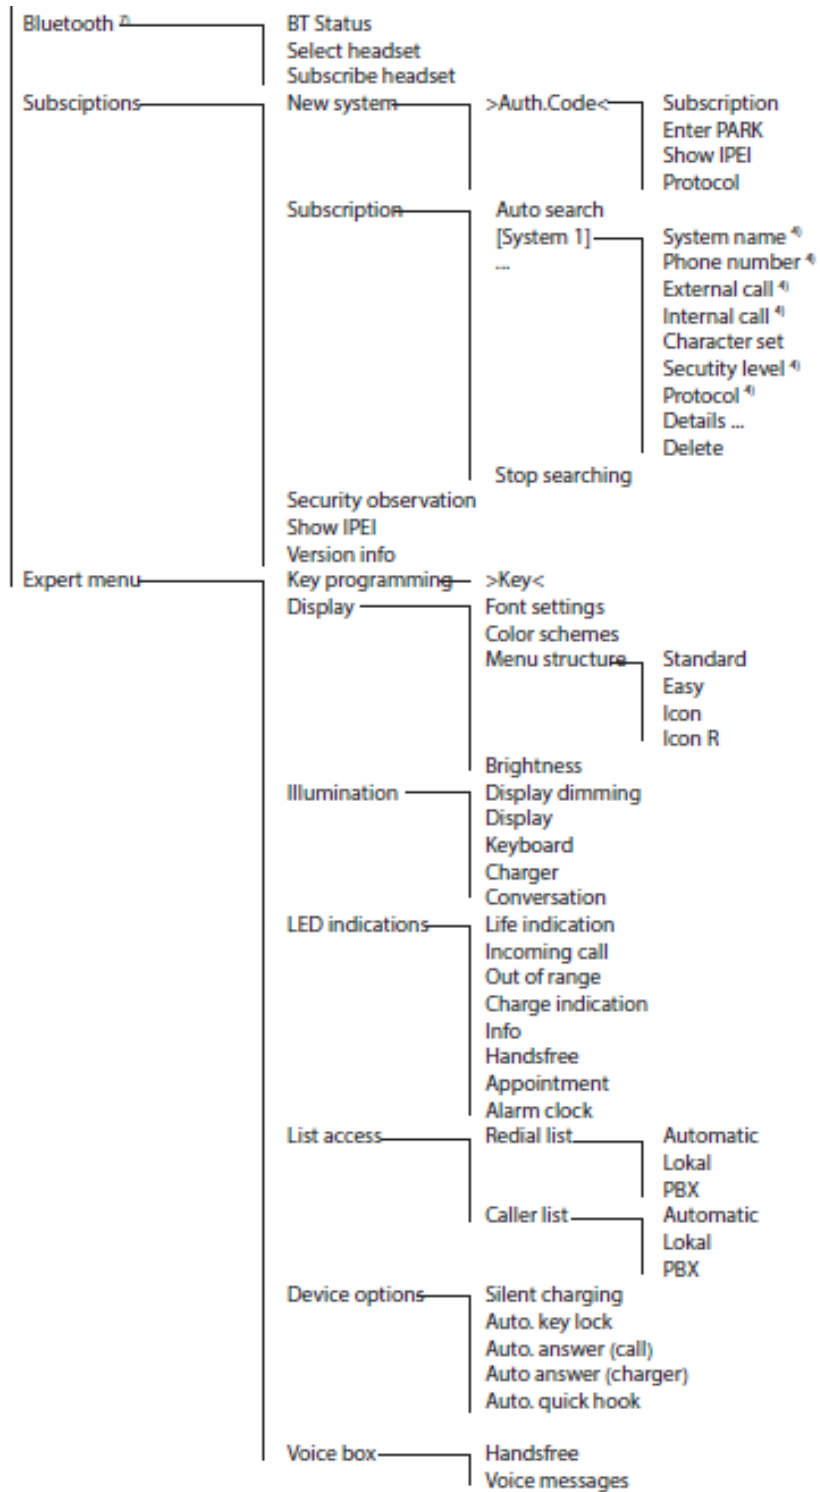 Bluetooth 7) BT Status
Select headset
Subscribe headset
Subsciptions New system >Auth.Code< Subscription
Enter PARK
Show IPEI
Protocol
Subscription Auto search
[System 1] System name 4)
... Phone number 4)
External call 4)
Internal call 4)
Character set
Secutity level 4)
Protocol 4)
Details ...
Delete
Stop searching
Security observation
Show IPEI
Version info
Expert menu Key programming >Key<
Display Font settings
Color schemes
Menu structure Standard
Easy
Icon
Icon R
Brightness
Illumination Display dimming
Display
Keyboard
Charger
Conversation
LED indications Life indication
Incoming call
Out of range
Charge indication
Info
Handsfree
Appointment
Alarm clock
List access Redial list Automatic
Lokal
PBX
Caller list Automatic
Lokal
PBX
Device options Silent charging
Auto. key lock
Auto. answer (call)
Auto answer (charger)
Auto. quick hook
Voice box Handsfree
Voice messages